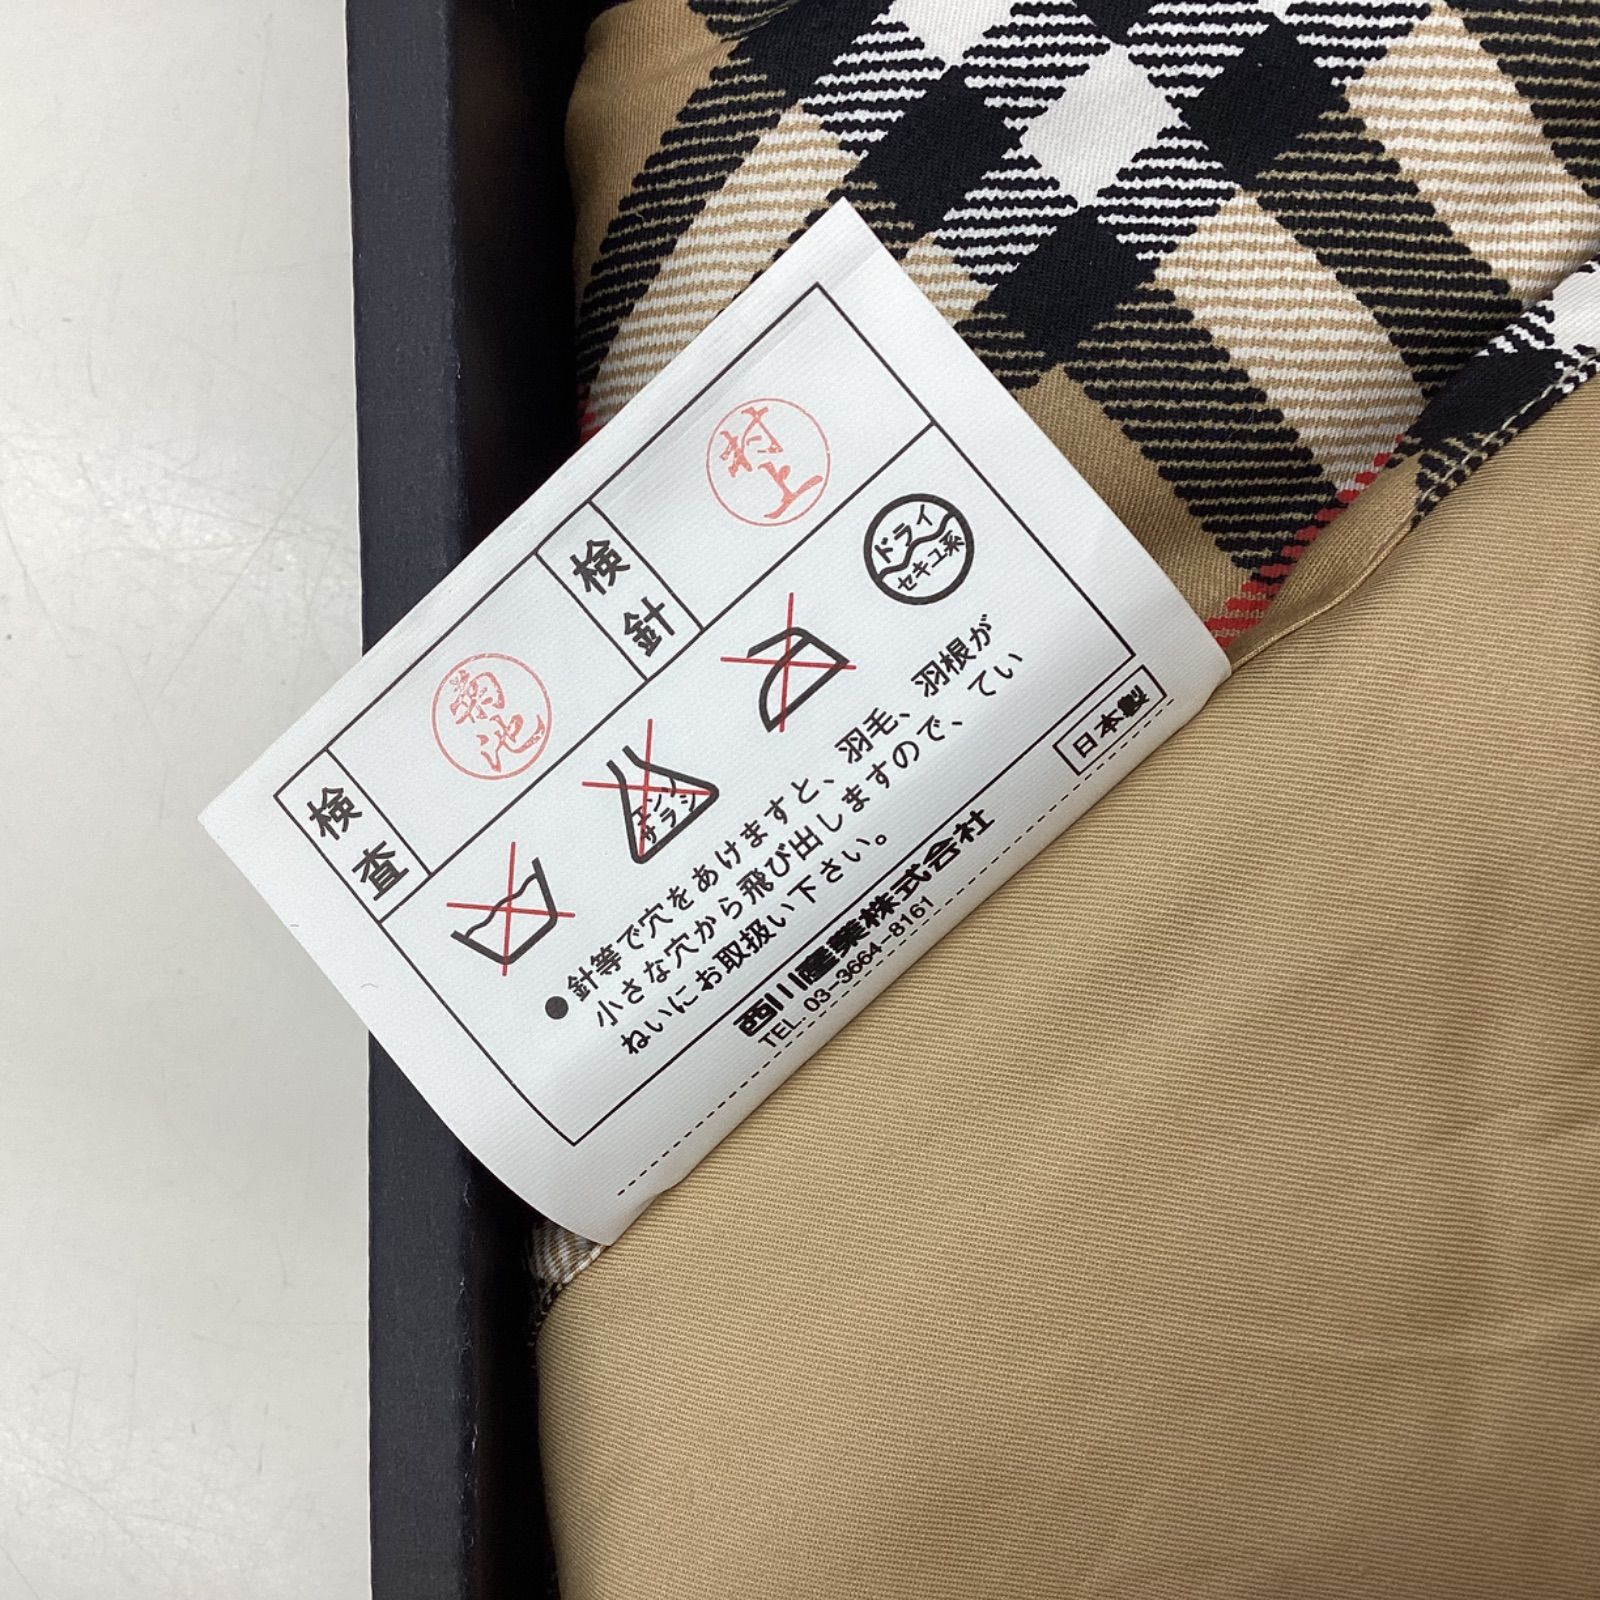 検査
菊池
検針
村上
エンソ
サラシ
ドライ
セキユ系
●針等で穴をあけますと、羽毛、羽根が
小さな穴から飛び出しますので、てい
ねいにお取扱い下さい。
西川産業株式会社
TEL. 03-3664-8161
日本製